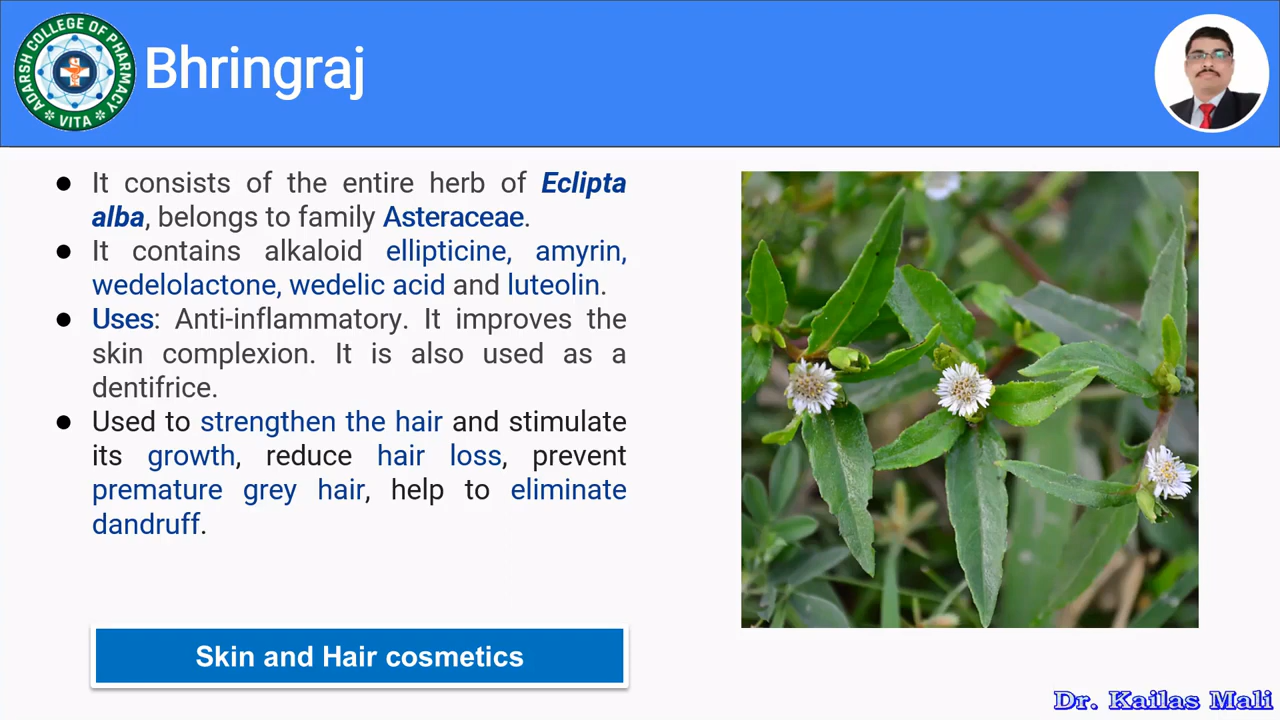 ADARSH COLLEGE OF PHARMACY
VITA
Bhringraj
● It consists of the entire herb of Eclipta
alba, belongs to family Asteraceae.
● It contains alkaloid ellipticine, amyrin,
wedelolactone, wedelic acid and luteolin.
● Uses: Anti-inflammatory. It improves the
skin complexion. It is also used as a
dentifrice.
● Used to strengthen the hair and stimulate
its growth, reduce hair loss, prevent
premature grey hair, help to eliminate
dandruff.
Skin and Hair cosmetics
Dr. Kailas Mali